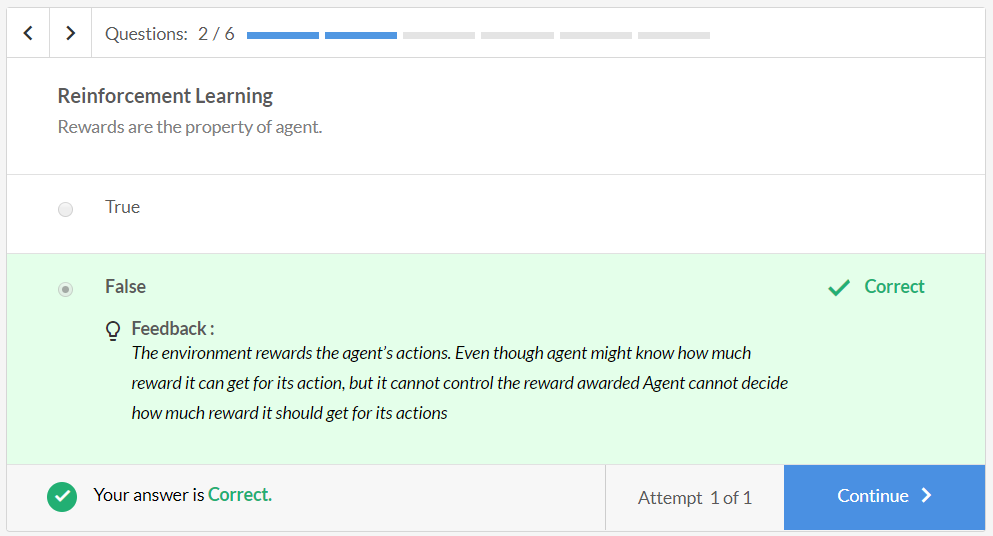 Questions: 2 / 6
Reinforcement Learning
Rewards are the property of agent.
True
False
Correct
Feedback :
The environment rewards the agent's actions. Even though agent might know how much
reward it can get for its action, but it cannot control the reward awarded Agent cannot decide
how much reward it should get for its actions
Your answer is Correct.
Attempt 1 of 1
Continue